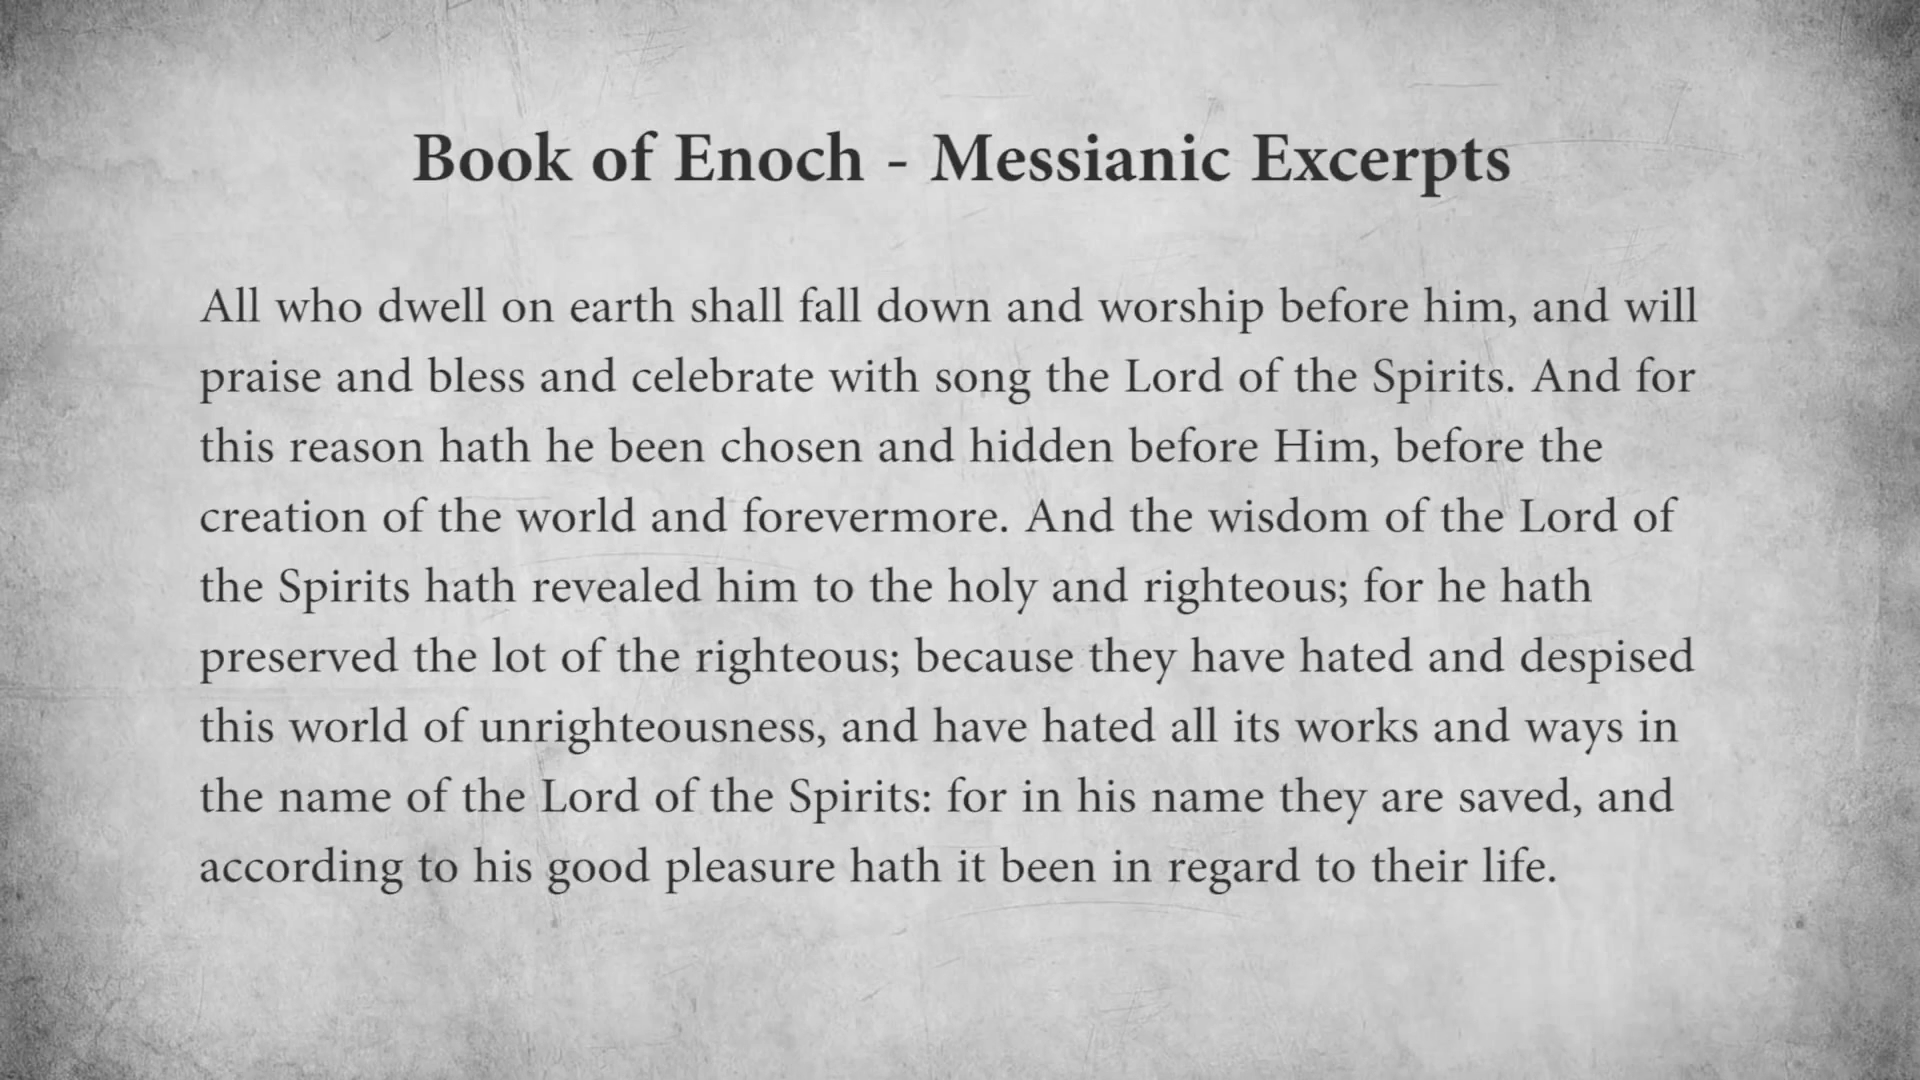 Book of Enoch - Messianic Excerpts
All who dwell on earth shall fall down and worship before him, and will
praise and bless and celebrate with song the Lord of the Spirits. And for
this reason hath he been chosen and hidden before Him, before the
creation of the world and forevermore. And the wisdom of the Lord of
the Spirits hath revealed him to the holy and righteous; for he hath
preserved the lot of the righteous; because they have hated and despised
this world of unrighteousness, and have hated all its works and ways in
the name of the Lord of the Spirits: for in his name they are saved, and
according to his good pleasure hath it been in regard to their life.